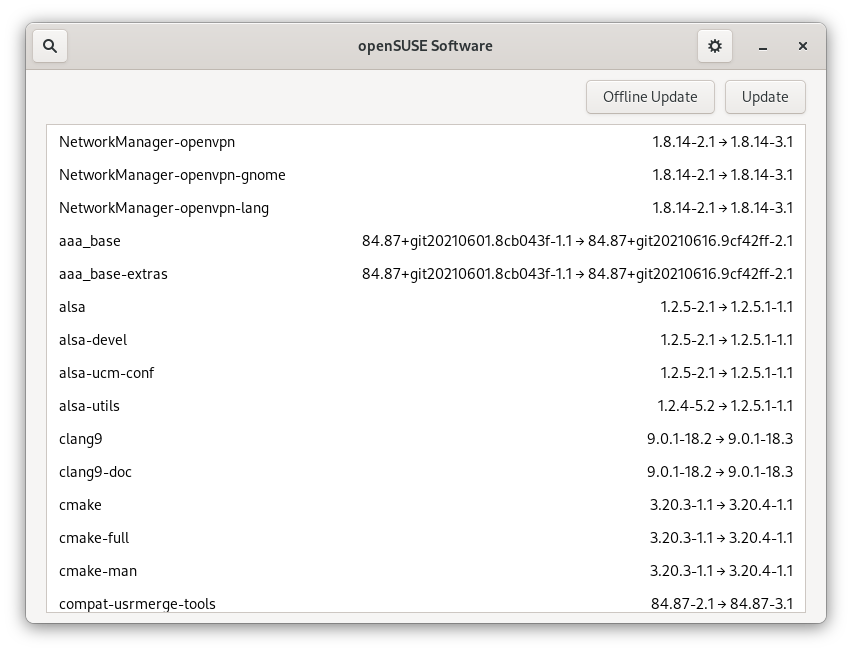 openSUSE Software
Offline Update Update
NetworkManager-openvpn 1.8.14-2.1 → 1.8.14-3.1
NetworkManager-openvpn-gnome 1.8.14-2.1 → 1.8.14-3.1
NetworkManager-openvpn-lang 1.8.14-2.1 → 1.8.14-3.1
aaa_base 84.87+git20210601.8cb043f-1.1 → 84.87+git20210616.9cf42ff-2.1
aaa_base-extras 84.87+git20210601.8cb043f-1.1 → 84.87+git20210616.9cf42ff-2.1
alsa 1.2.5-2.1 → 1.2.5.1-1.1
alsa-devel 1.2.5-2.1 → 1.2.5.1-1.1
alsa-ucm-conf 1.2.5-2.1 → 1.2.5.1-1.1
alsa-utils 1.2.4-5.2 → 1.2.5.1-1.1
clang9 9.0.1-18.2 → 9.0.1-18.3
clang9-doc 9.0.1-18.2 → 9.0.1-18.3
cmake 3.20.3-1.1 → 3.20.4-1.1
cmake-full 3.20.3-1.1 → 3.20.4-1.1
cmake-man 3.20.3-1.1 → 3.20.4-1.1
compat-usrmerge-tools 84.87-2.1 → 84.87-3.1